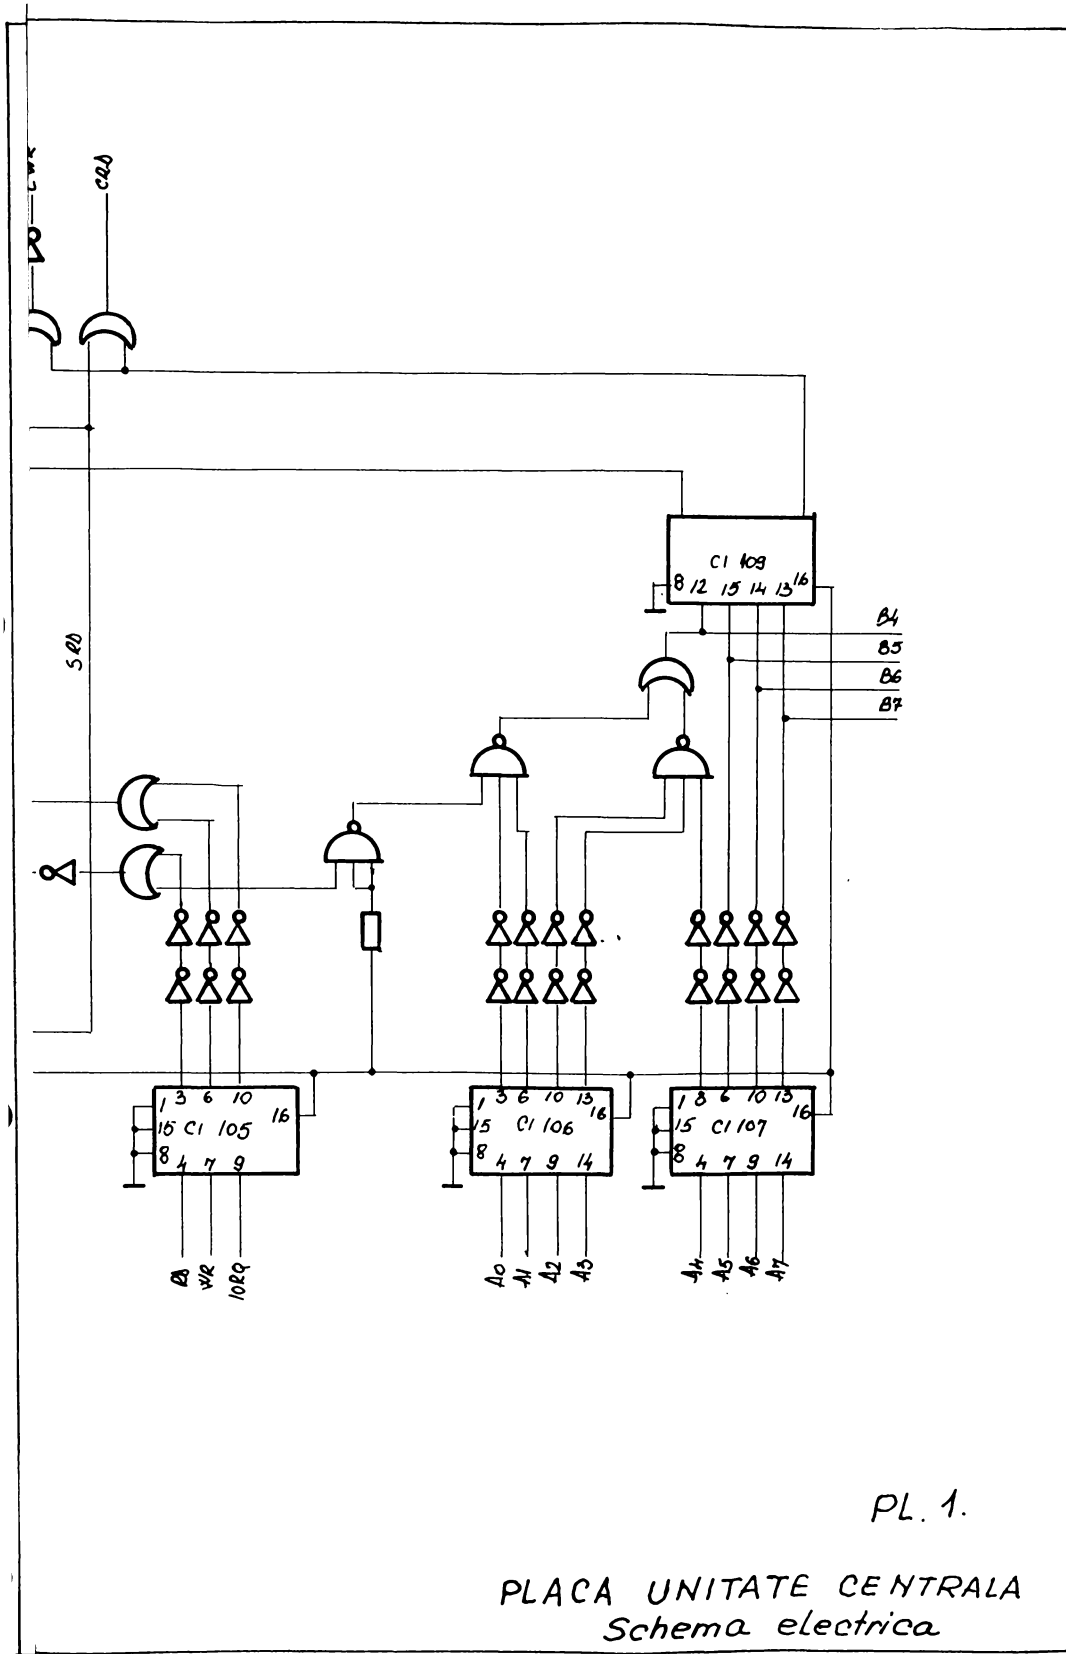 CRD
CI 109
8 12 15 14 13 16
B4
B5
B6
B7
SRD
3 6 10
1
16
15 CI 105
8
4 7 9
3 6 10 13
1
16
15 CI 106
8
4 7 9 14
3 6 10 13
1
16
15 CI 107
8
4 7 9 14
RD WR IORQ
A0 A1 A2 A3
A4 A5 A6 A7
PL. 1.
PLACA UNITATE CENTRALA
Schema electrica